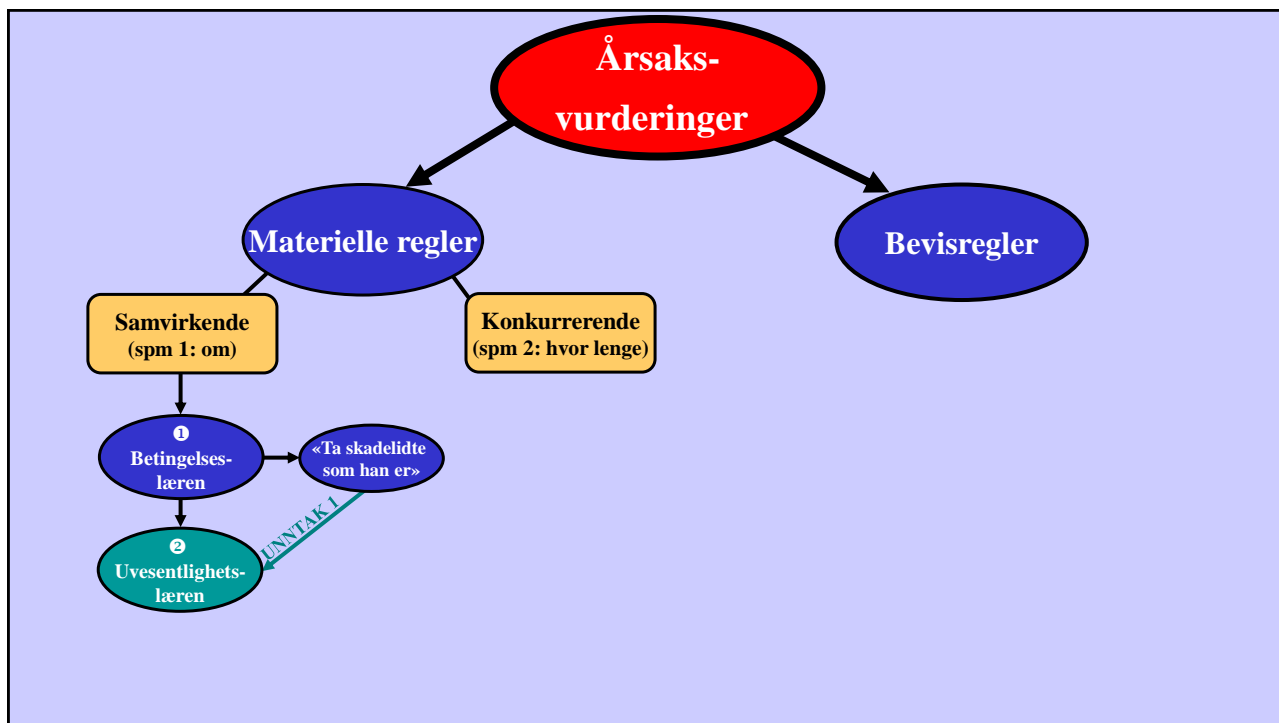 Årsaks-
vurderinger
Materielle regler
Bevisregler
Samvirkende
(spm 1: om)
Konkurrerende
(spm 2: hvor lenge)
❶
Betingelses-
læren
«Ta skadelidte
som han er»
UNNTAK 1
❷
Uvesentlighets-
læren